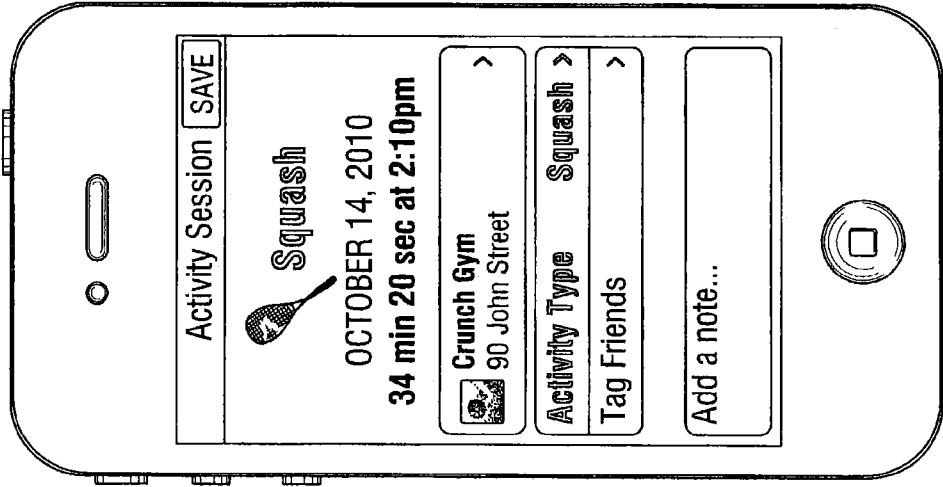 Activity Session SAVE
Squash
OCTOBER 14, 2010
34 min 20 sec at 2:10pm
Crunch Gym
90 John Street
Activity Type Squash
Tag Friends
Add a note...